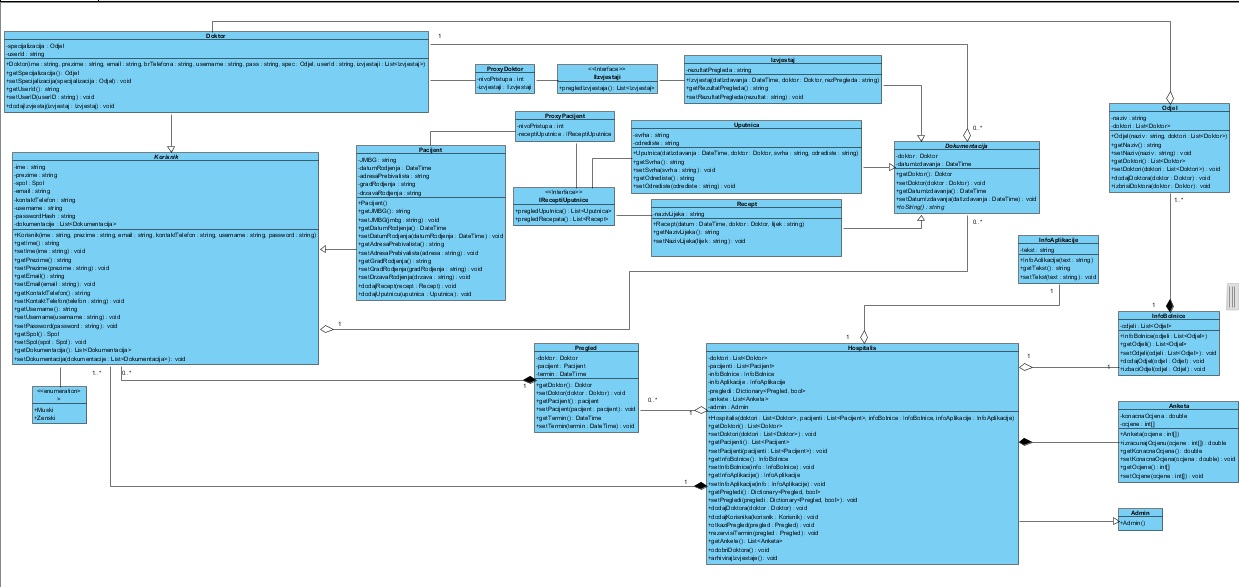 Doktor
-specijalizacija : Odjel
-userId : string
+Doktor(ime : string, prezime : string, email : string, brTelefona : string, username : string, pass : string, spec : Odjel, userId : string, izvjestaji : List<Izvjestaj>)
+getSpecijalizacija() : Odjel
+setSpecijalizacija(specijalizacija : Odjel) : void
+getUserId() : string
+setUserID(userID : string) : void
+dodajIzvjestaj(izvjestaj : Izvjestaj) : void
1
ProxyDoktor
-nivoPristupa : int
-izvjestaji : IIzvjestaji
<<Interface>>
IIzvjestaji
+pregledIzvjestaja() : List<Izvjestaj>
Izvjestaj
-rezultatPregleda : string
+Izvjestaj(datIzdavanja : DateTime, doktor : Doktor, rezPregleda : string)
+getRezultatPregleda() : string
+setRezultatPregleda(rezultat : string) : void
ProxyPacijent
-nivoPristupa : int
-receptiUputnice : IReceptiUputnice
Uputnica
-svrha : string
-odrediste : string
+Uputnica(datIzdavanja : DateTime, doktor : Doktor, svrha : string, odrediste : string)
+getSvrha() : string
+setSvrha(svrha : string) : void
+getOdrediste() : string
+setOdrediste(odrediste : string) : void
0..*
Dokumentacija
-doktor : Doktor
-datumIzdavanja : DateTime
+getDoktor() : Doktor
+setDoktor(doktor : Doktor) : void
+getDatumIzdavanja() : DateTime
+setDatumIzdavanja(datIzdavanja : DateTime) : void
+toString() : string
0..*
Odjel
-naziv : string
-doktori : List<Doktor>
+Odjel(naziv : string, doktori : List<Doktor>)
+getNaziv() : string
+setNaziv(naziv : string) : void
+getDoktori() : List<Doktor>
+setDoktori(doktori : List<Doktor>) : void
+dodajDoktora(doktor : Doktor) : void
+izbrisiDoktora(doktor : Doktor) : void
1..*
Korisnik
-ime : string
-prezime : string
-spol : Spol
-email : string
-kontaktTelefon : string
-username : string
-passwordHash : string
-dokumentacije : List<Dokumentacija>
+Korisnik(ime : string, prezime : string, email : string, kontaktTelefon : string, username : string, password : string)
+getIme() : string
+setIme(ime : string) : void
+getPrezime() : string
+setPrezime(prezime : string) : void
+getEmail() : string
+setEmail(email : string) : void
+getKontaktTelefon() : string
+setKontaktTelefon(telefon : string) : void
+getUsername() : string
+setUsername(username : string) : void
+setPassword(password : string) : void
+getSpol() : Spol
+setSpol(spol : Spol) : void
+getDokumentacija() : List<Dokumentacija>
+setDokumentacija(dokumentacije : List<Dokumentacija>) : void
1
Pacijent
-JMBG : string
-datumRodjenja : DateTime
-adresaPrebivalista : string
-gradRodjenja : string
-drzavaRodjenja : string
+Pacijent()
+getJMBG() : string
+setJMBG(jmbg : string) : void
+getDatumRodjenja() : DateTime
+setDatumRodjenja(datumRodjenja : DateTime) : void
+getAdresaPrebivalista() : string
+setAdresaPrebivalista(adresa : string) : void
+getGradRodjenja() : string
+setGradRodjenja(gradRodjenja : string) : void
+setDrzavaRodjenja(drzava : string) : void
+dodajRecept(recept : Recept) : void
+dodajUputnicu(uputnica : Uputnica) : void
<<Interface>>
IReceptiUputnice
+pregledUputnica() : List<Uputnica>
+pregledRecepata() : List<Recept>
Recept
-nazivLijeka : string
+Recept(datum : DateTime, doktor : Doktor, lijek : string)
+getNazivLijeka() : string
+setNazivLijeka(lijek : string) : void
InfoAplikacije
-tekst : string
+InfoAplikacije(text : string)
+getTekst() : string
+setTekst(text : string) : void
1
1
1
InfoBolnice
-odjeli : List<Odjel>
+infoBolnice(odjeli : List<Odjel>)
+getOdjeli() : List<Odjel>
+setOdjeli(odjeli : List<Odjel>) : void
+dodajOdjel(odjel : Odjel) : void
+izbaciOdjel(odjel : Odjel) : void
1
1
<<enumeration>>
+Muski
+Zenski
1..*
0..*
Pregled
-doktor : Doktor
-pacijent : Pacijent
-termin : DateTime
+getDoktor() : Doktor
+setDoktor(doktor : Doktor) : void
+getPacijent() : pacijent
+setPacijent(pacijent : pacijent) : void
+getTermin() : DateTime
+setTermin(termin : DateTime) : void
1
0..*
1
1
Hospitalis
-doktori : List<Doktor>
-pacijenti : List<Pacijent>
-infoBolnice : InfoBolnice
-infoAplikacije : InfoAplikacije
-pregledi : Dictionary<Pregled, bool>
-ankete : List<Anketa>
-admin : Admin
+Hospitalis(doktori : List<Doktor>, pacijenti : List<Pacijent>, infoBolnice : InfoBolnice, infoAplikacije : InfoAplikacije)
+getDoktori() : List<Doktor>
+setDoktori(doktori : List<Doktor>) : void
+getPacijenti() : List<Pacijent>
+setPacijenti(pacijenti : List<Pacijent>) : void
+getInfoBolnice() : InfoBolnice
+setInfoBolnice(info : InfoBolnice) : void
+getInfoAplikacije() : InfoAplikacije
+setInfoAplikacije(info : InfoAplikacije) : void
+getPregledi() : Dictionary<Pregled, bool>
+setPregledi(pregledi : Dictionary<Pregled, bool>) : void
+dodajDoktora(doktor : Doktor) : void
+dodajKorisnika(korisnik : Korisnik) : void
+otkaziPregled(pregled : Pregled) : void
+rezervisiTermin(pregled : Pregled) : void
+getAnkete() : List<Anketa>
+odobriDoktora() : void
+arhivirajIzvjestaje() : void
Anketa
-konacnaOcjena : double
-ocjene : int[]
+Anketa(ocjene : int[])
+izracunajOcjenu(ocjene : int[]) : double
+getKonacnaOcjena() : double
+setKonacnaOcjena(ocjena : double) : void
+getOcjene() : int[]
+setOcjene(ocjene : int[]) : void
Admin
+Admin()